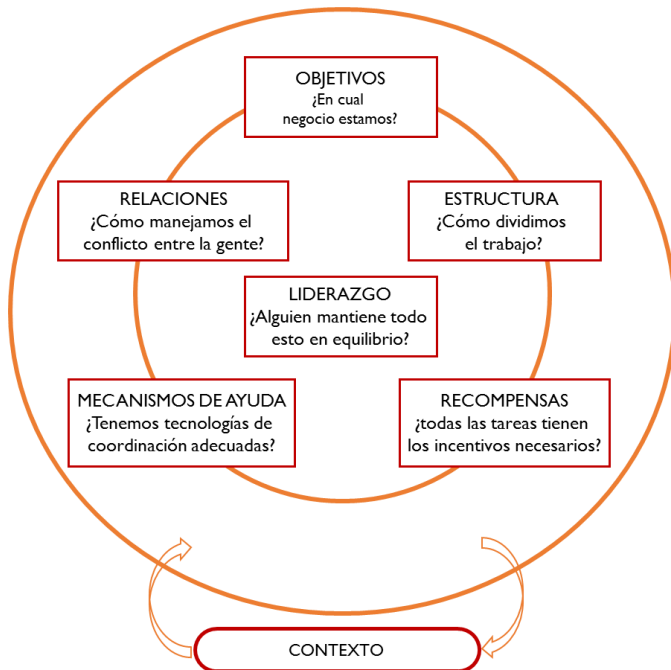 OBJETIVOS
¿En cual
negocio estamos?
RELACIONES
¿Cómo manejamos el
conflicto entre la gente?
ESTRUCTURA
¿Cómo dividimos
el trabajo?
LIDERAZGO
¿Alguien mantiene todo
esto en equilibrio?
MECANISMOS DE AYUDA
¿Tenemos tecnologías de
coordinación adecuadas?
RECOMPENSAS
¿todas las tareas tienen
los incentivos necesarios?
CONTEXTO